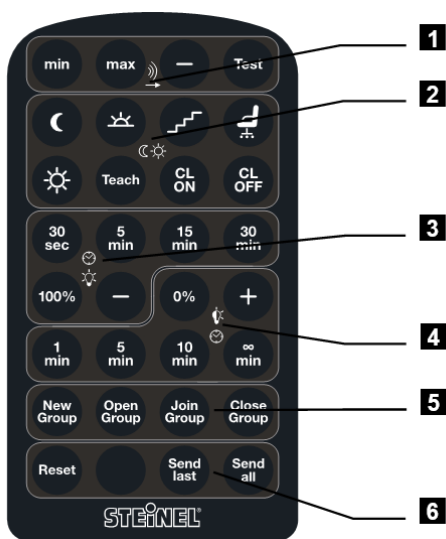 min max – Test 1
2
Teach CL ON CL OFF
30 sec 5 min 15 min 30 min 3
100% – 0% +
4
1 min 5 min 10 min ∞ min
New Group Open Group Join Group Close Group 5
Reset Send last Send all
6
STEINEL